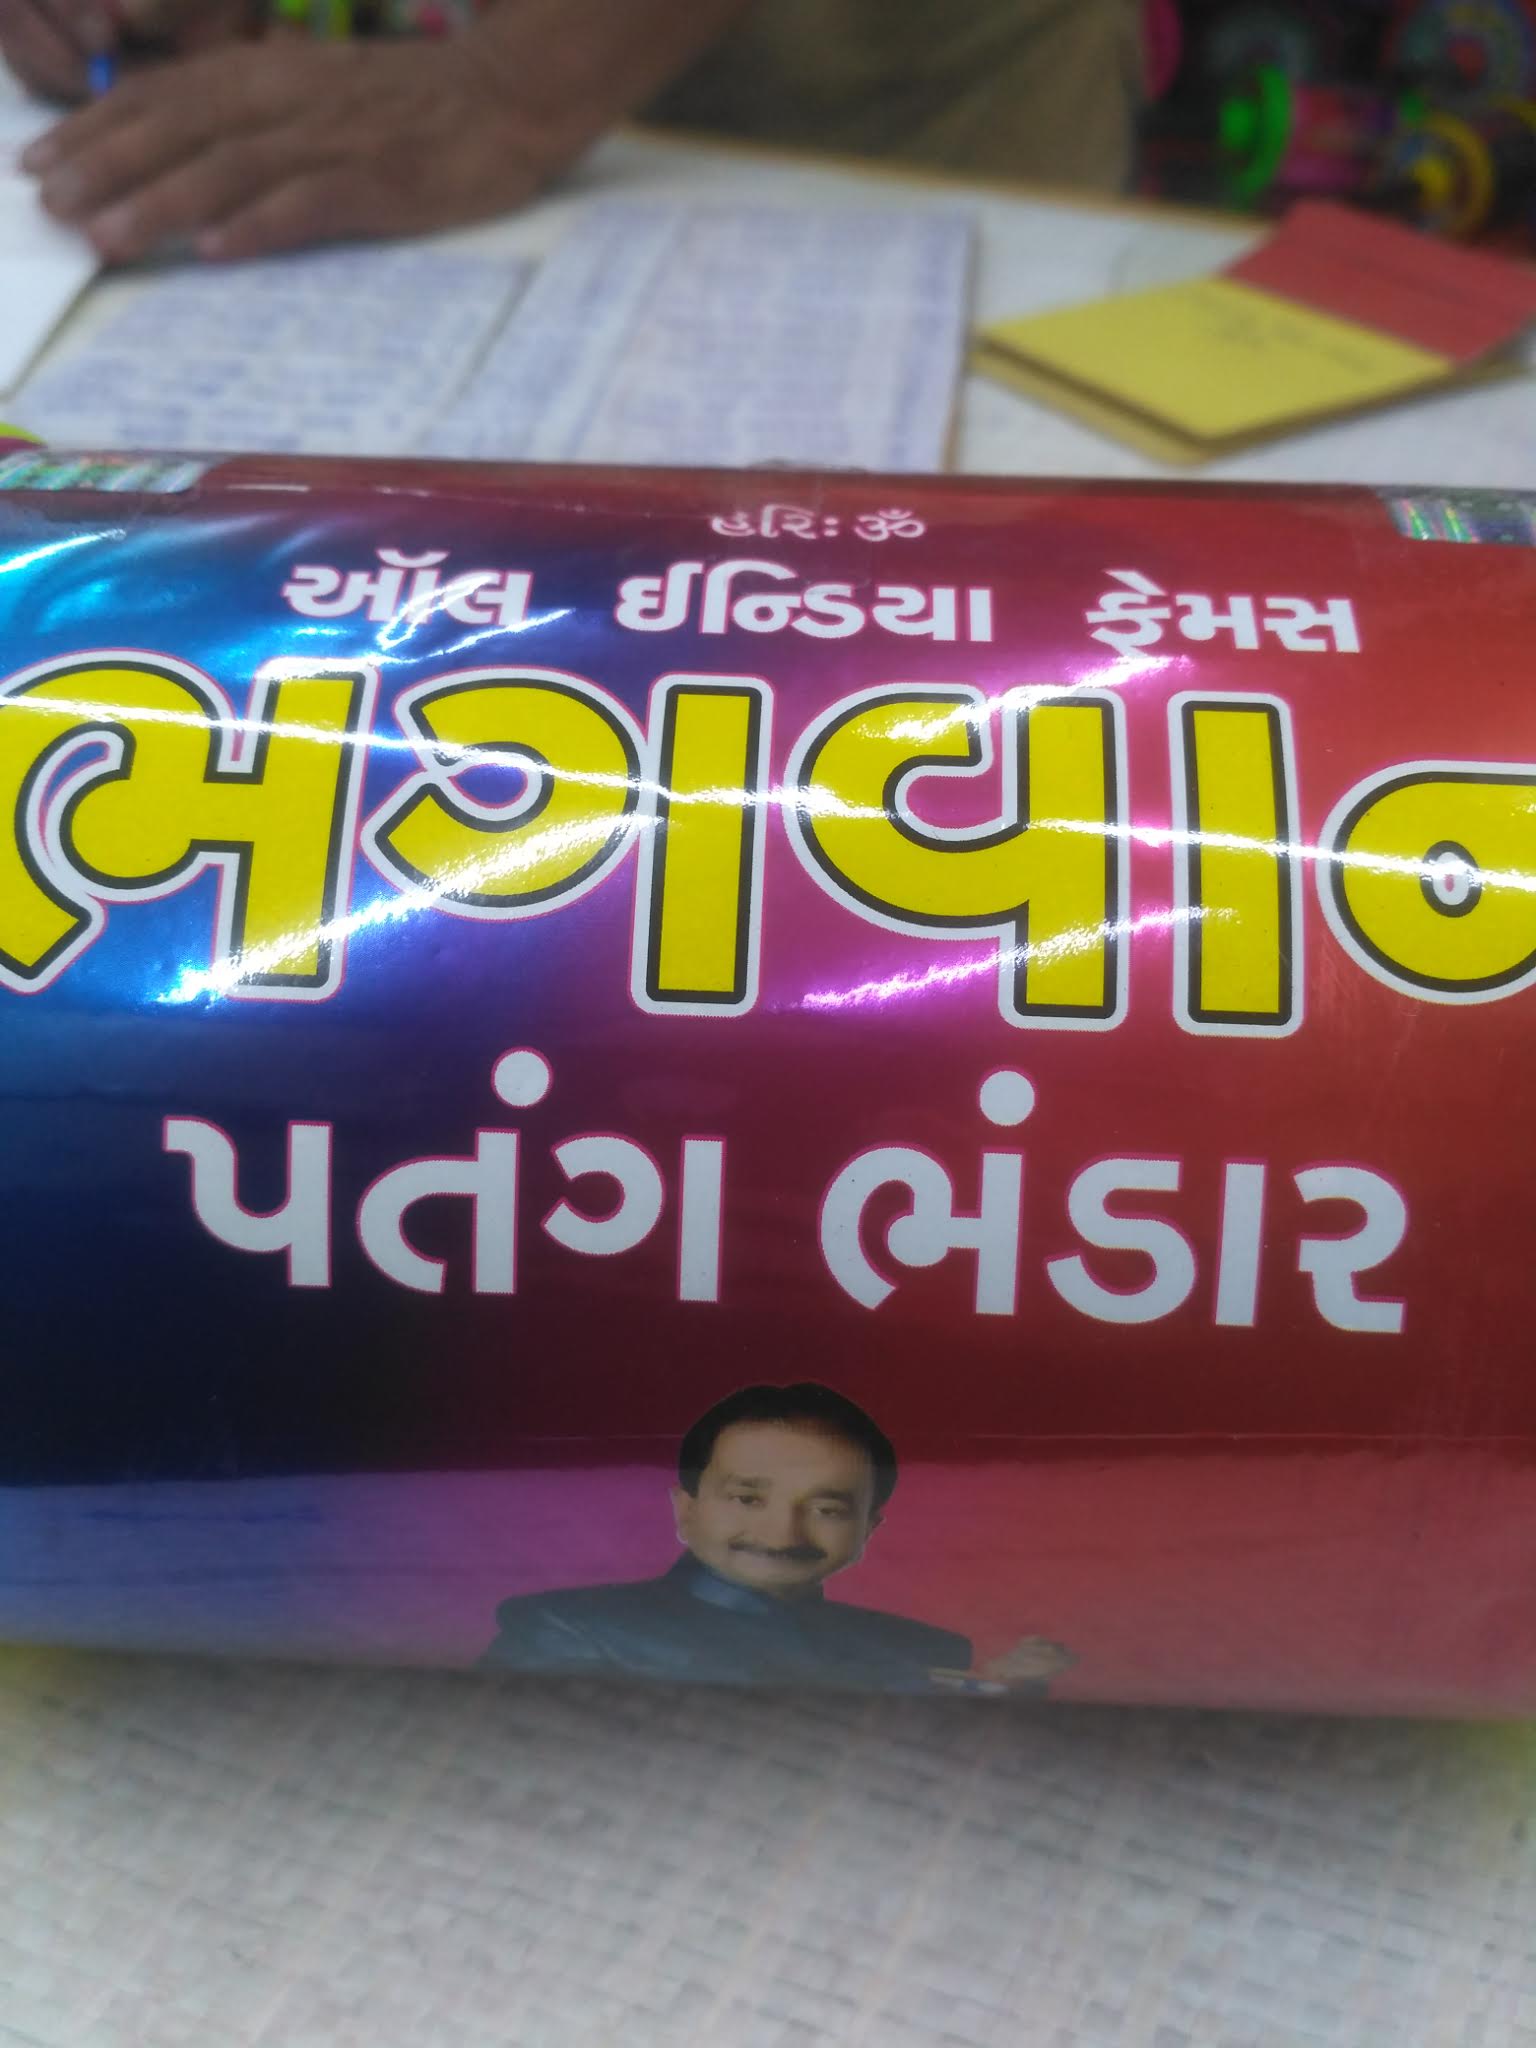 હરિઃ ૐ
ઑલ ઈન્ડિયા ફેમસ
ભગવાન
પતંગ ભંડાર